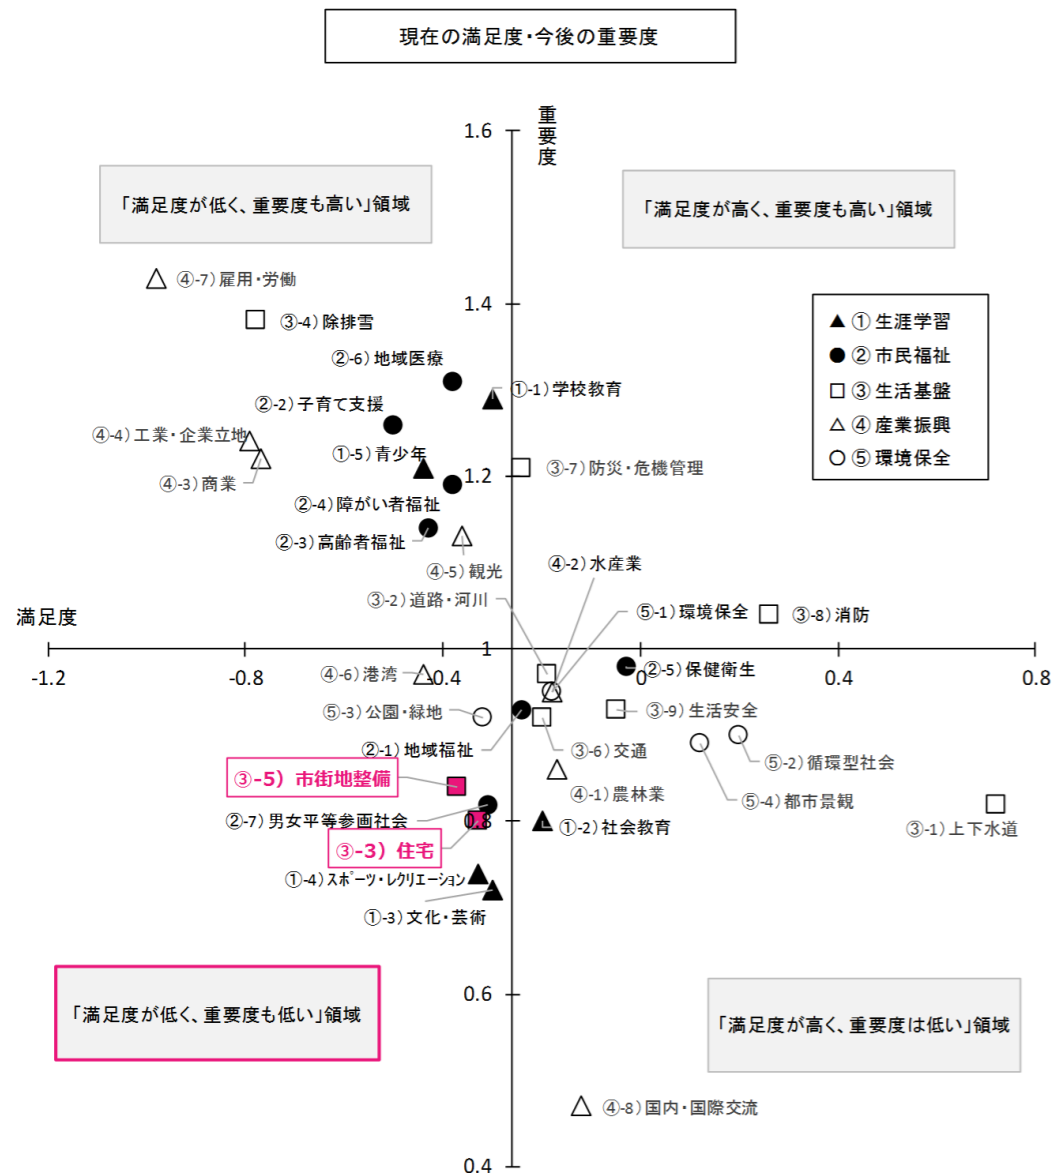 現在の満足度・今後の重要度
重要度
1.6
「満足度が低く、重要度も高い」領域
「満足度が高く、重要度も高い」領域
④-7）雇用・労働
1.4
③-4）除排雪
▲ ① 生涯学習
● ② 市民福祉
□ ③ 生活基盤
△ ④ 産業振興
○ ⑤ 環境保全
②-6）地域医療
①-1）学校教育
②-2）子育て支援
④-4）工業・企業立地
①-5）青少年
③-7）防災・危機管理
1.2
④-3）商業
②-4）障がい者福祉
②-3）高齢者福祉
④-5）観光
④-2）水産業
③-2）道路・河川
⑤-1）環境保全
③-8）消防
満足度
1
-1.2
-0.8
-0.4
0
0.4
0.8
④-6）港湾
②-5）保健衛生
⑤-3）公園・緑地
③-9）生活安全
②-1）地域福祉
③-6）交通
⑤-2）循環型社会
③-5）市街地整備
④-1）農林業
⑤-4）都市景観
②-7）男女平等参画社会
0.8
①-2）社会教育
③-1）上下水道
③-3）住宅
①-4）スポーツ・レクリエーション
①-3）文化・芸術
0.6
「満足度が低く、重要度も低い」領域
「満足度が高く、重要度は低い」領域
④-8）国内・国際交流
0.4